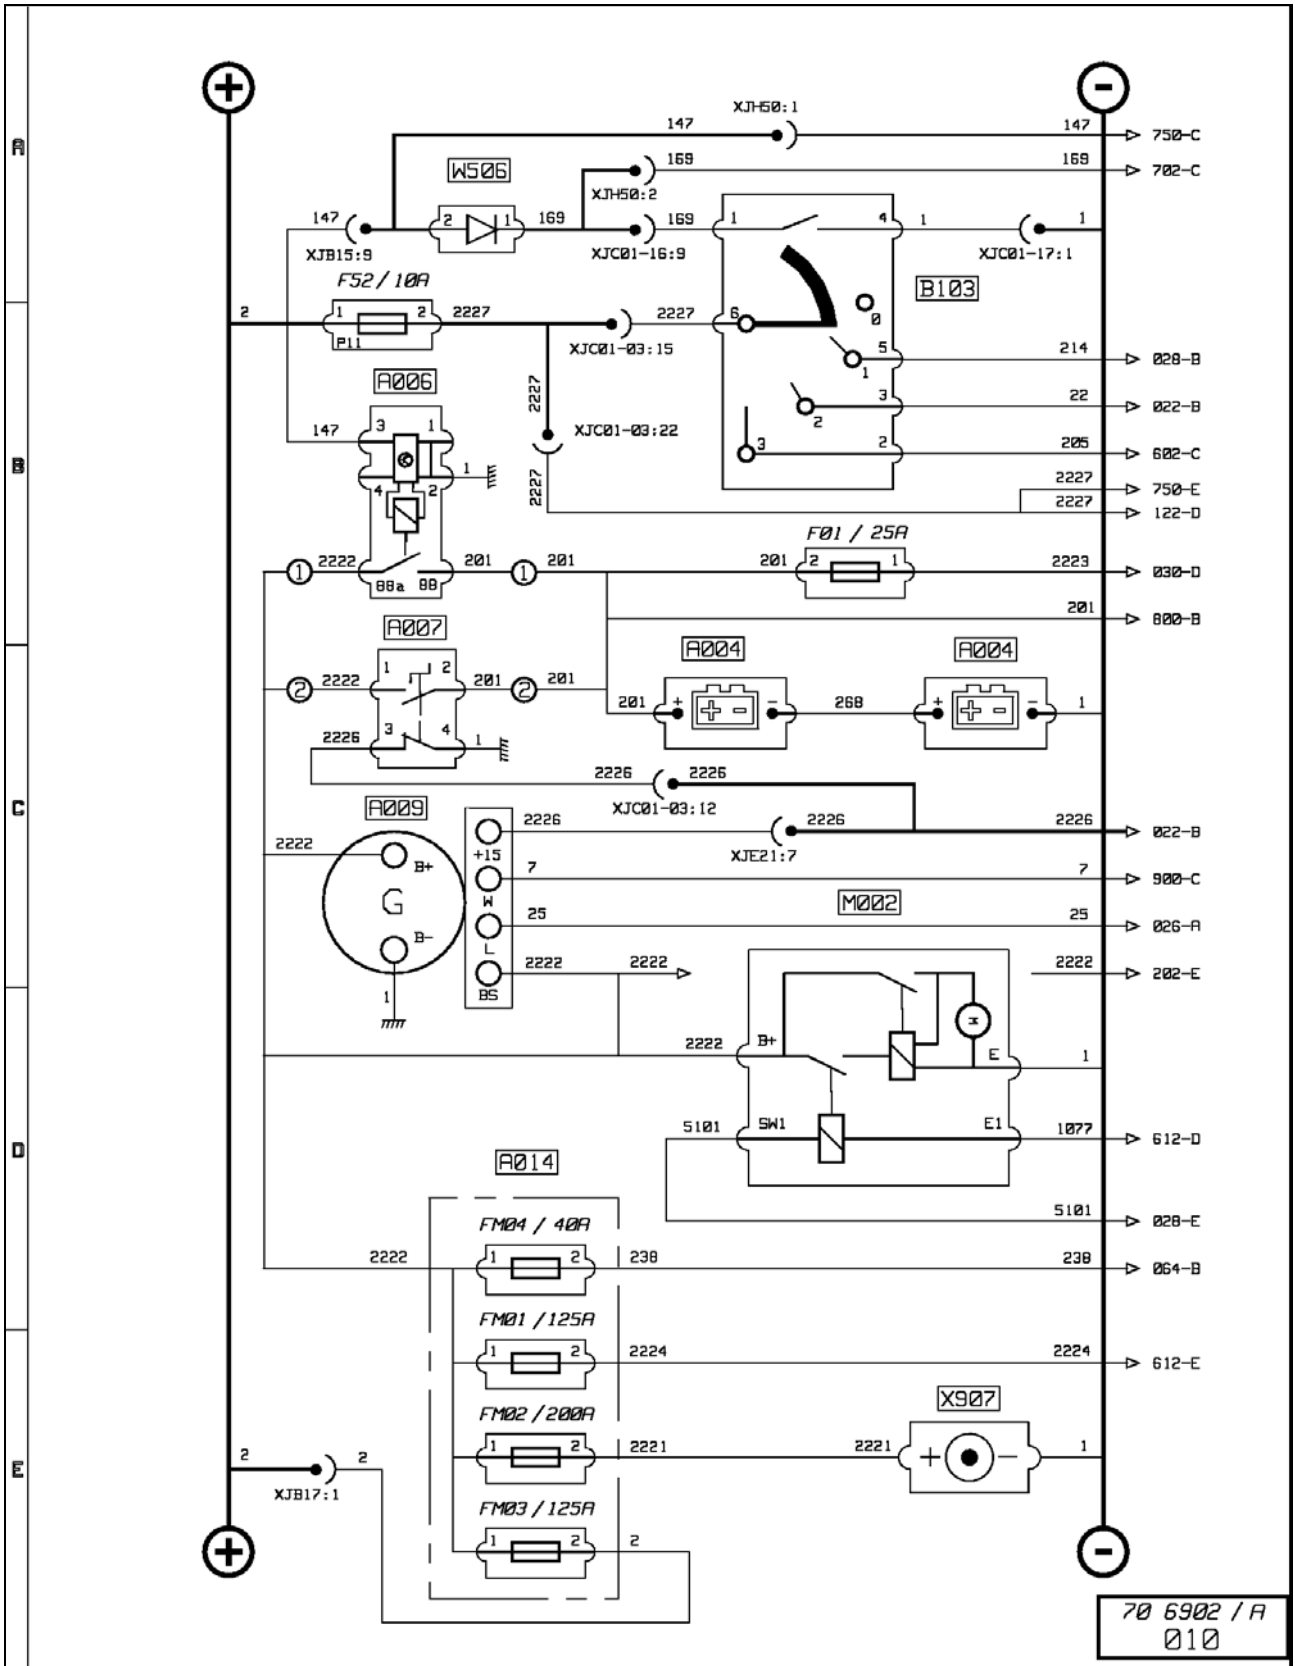 + -
XJH50:1
147 147 750-C
A
W506 169 169 702-C
XJH50:2
147 2 1 169 169 1 4 1 1
XJB15:9 XJC01-16:9 XJC01-17:1
F52 / 10A
B103
0
2 1 2 2227 2227 6
P11
XJC01-03:15
5 214 028-B
1
A006
2227
3 22 022-B
2
147 3 1 XJC01-03:22
3 2 205 602-C
B
1
4 2 2227 2227 750-E
2227 122-D
F01 / 25A
1 2222 201 1 201 201 2 1 2223 030-D
88a 88
201 800-B
A007
A004 A004
1 2
2 2222 201 2 201
201 + + - - 268 + + - - 1
2226 3 4 1
2226 2226
XJC01-03:12
C
A009
2226 2226 2226 022-B
+15
XJE21:7
2222 B+
7 7 900-C
W
G
M002
25 25 026-A
B- L
2222 2222 2222 202-E
BS
1
M
2222 B+ E 1
5101 SW1 E1 1077 612-D
D
A014
5101 028-E
FM04 / 40A
2222 1 2 238 238 064-B
FM01 / 125A
1 2 2224 2224 612-E
X907
FM02 / 200A
2 2 1 2 2221 2221 + - 1
E
XJB17:1
FM03 / 125A
1 2 2
+ -
70 6902 / A
010